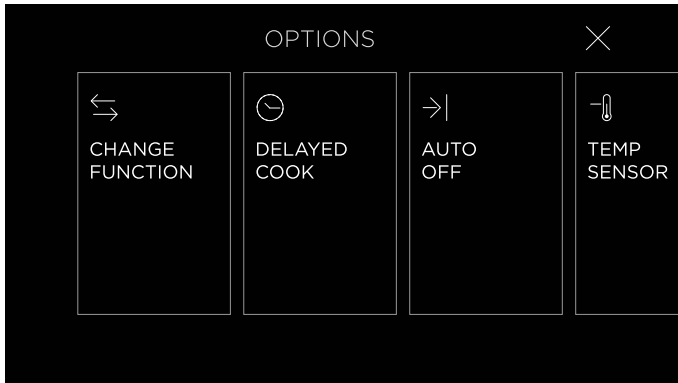 OPTIONS
CHANGE
FUNCTION
DELAYED
COOK
AUTO
OFF
TEMP
SENSOR